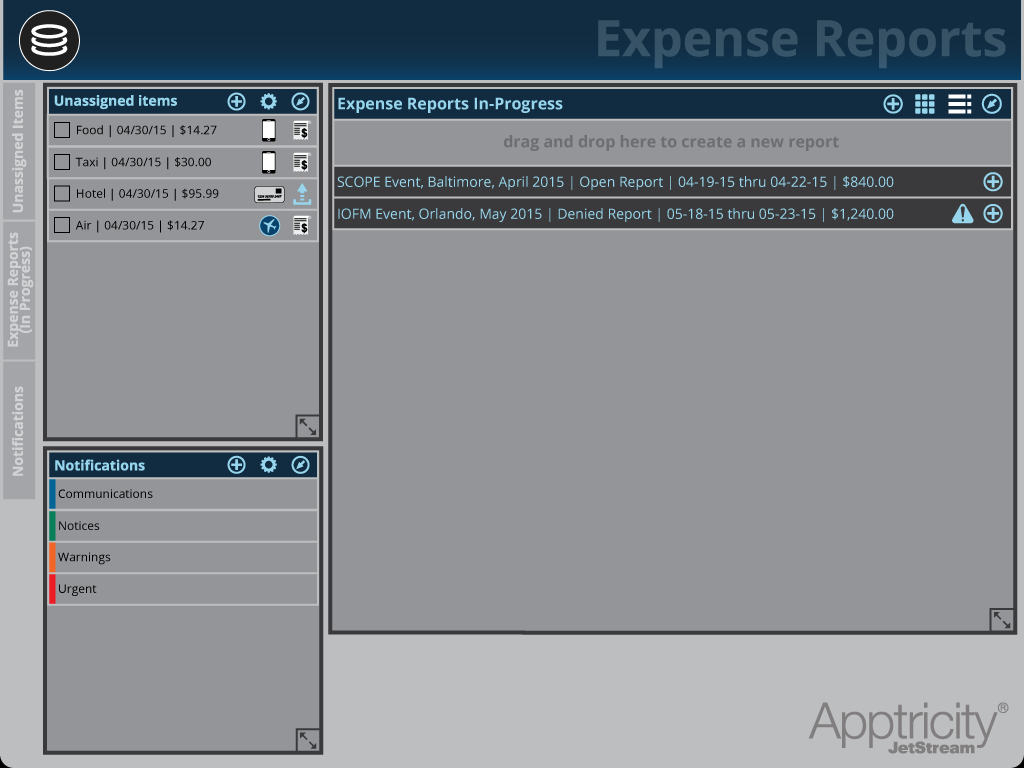 Expense Reports
Unassigned Items
Expense Reports
(In Progress)
Notifications
Unassigned items
Food | 04/30/15 | $14.27
Taxi | 04/30/15 | $30.00
Hotel | 04/30/15 | $95.99
Air | 04/30/15 | $14.27
Notifications
Communications
Notices
Warnings
Urgent
Expense Reports In-Progress
drag and drop here to create a new report
SCOPE Event, Baltimore, April 2015 | Open Report | 04-19-15 thru 04-22-15 | $840.00
IOFM Event, Orlando, May 2015 | Denied Report | 05-18-15 thru 05-23-15 | $1,240.00
Apptricity®
JetStream